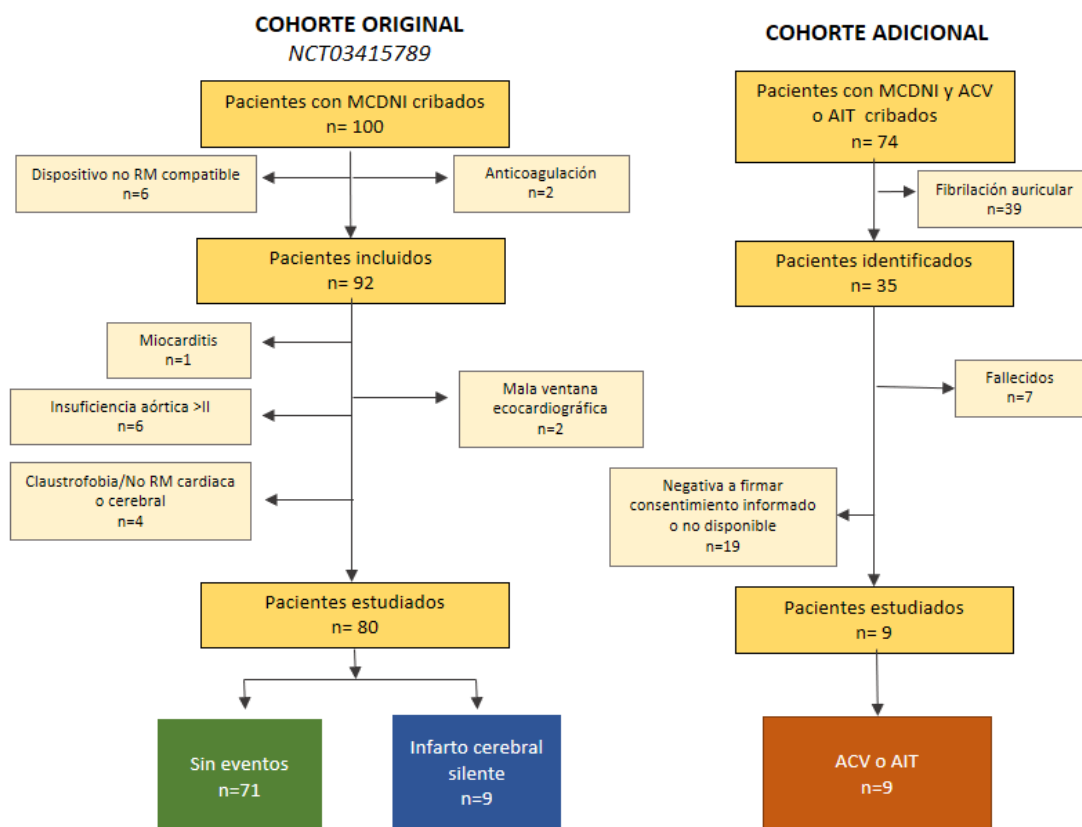 COHORTE ORIGINAL
NCT03415789
Pacientes con MCDNI cribados
n= 100
Dispositivo no RM compatible
n=6
Anticoagulación
n=2
Pacientes incluidos
n= 92
Miocarditis
n=1
Insuficiencia aórtica >II
n=6
Mala ventana
ecocardiográfica
n=2
Claustrofobia/No RM cardiaca
o cerebral
n=4
Pacientes estudiados
n= 80
Sin eventos
n=71
Infarto cerebral
silente
n=9
COHORTE ADICIONAL
Pacientes con MCDNI y ACV
o AIT cribados
n= 74
Fibrilación auricular
n=39
Pacientes identificados
n= 35
Fallecidos
n=7
Negativa a firmar
consentimiento informado
o no disponible
n=19
Pacientes estudiados
n= 9
ACV o AIT
n=9